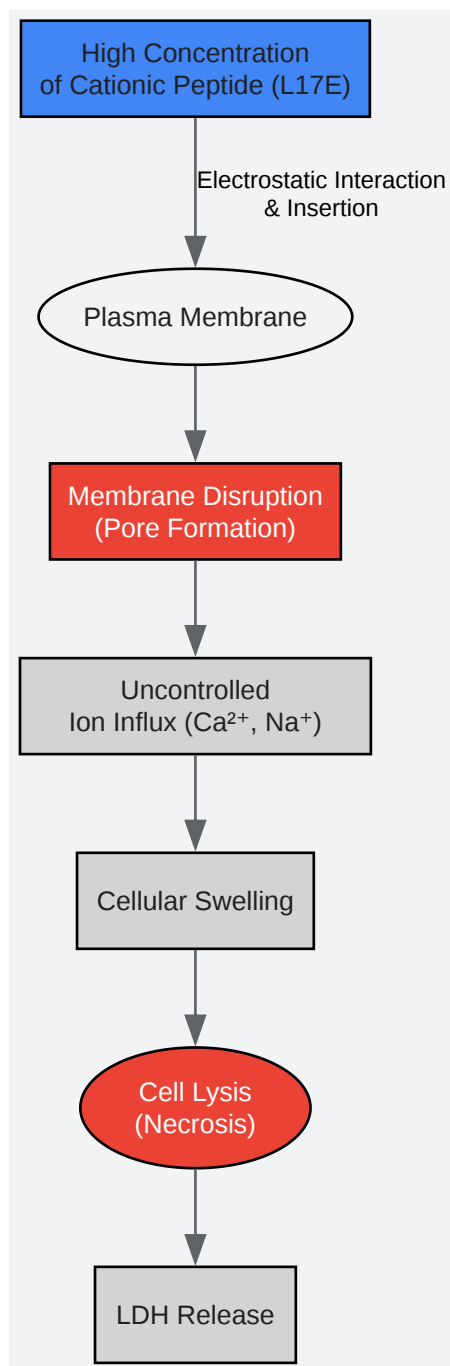 High Concentration
of Cationic Peptide (L17E)
Electrostatic Interaction
& Insertion
Plasma Membrane
Membrane Disruption
(Pore Formation)
Uncontrolled
Ion Influx (Ca²⁺, Na⁺)
Cellular Swelling
Cell Lysis
(Necrosis)
LDH Release